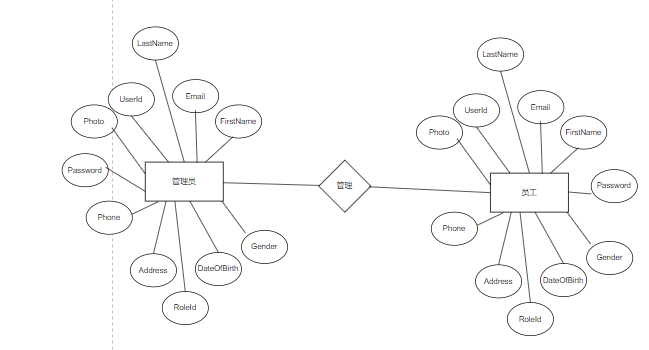 LastName
UserId
Email
Photo
FirstName
Password
管理员
Phone
Gender
Address
DateOfBirth
RoleId
管理
LastName
UserId
Email
Photo
FirstName
Password
员工
Phone
Gender
Address
DateOfBirth
RoleId